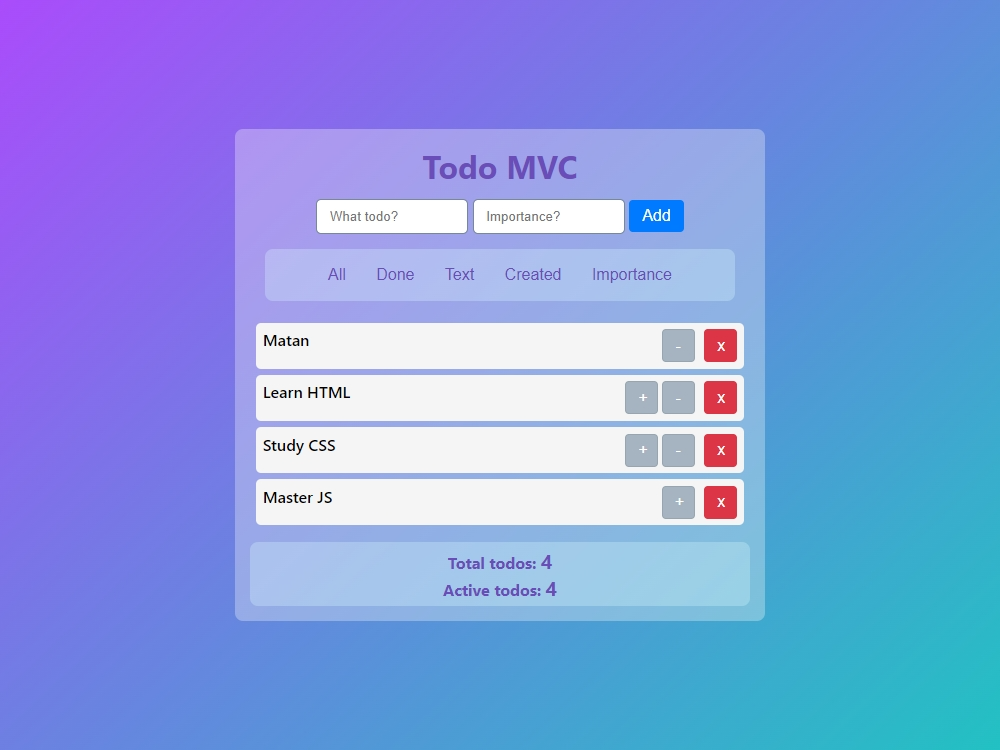 Todo MVC
What todo? Importance? Add
All Done Text Created Importance
Matan - x
Learn HTML + - x
Study CSS + - x
Master JS + x
Total todos: 4
Active todos: 4